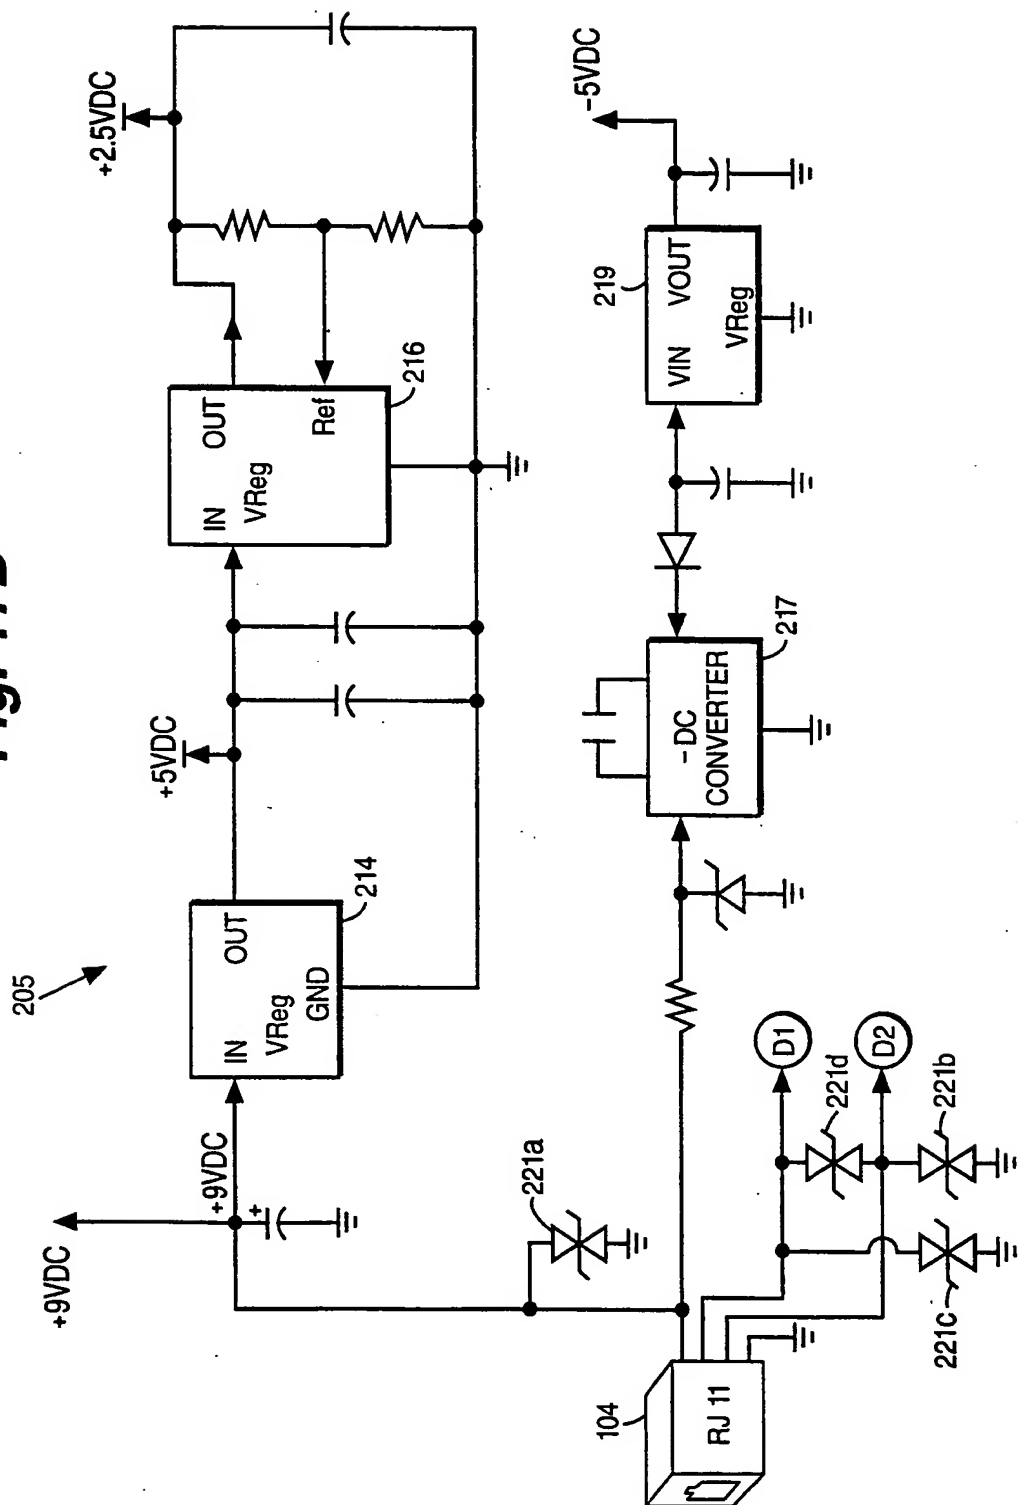 205
+9VDC
+9VDC
+
IN
OUT
VReg
GND
214
+5VDC
IN
OUT
VReg
Ref
216
+2.5VDC
221a
104
RJ 11
-DC
CONVERTER
217
219
VIN
VOUT
VReg
-5VDC
D1
D2
221d
221b
221c